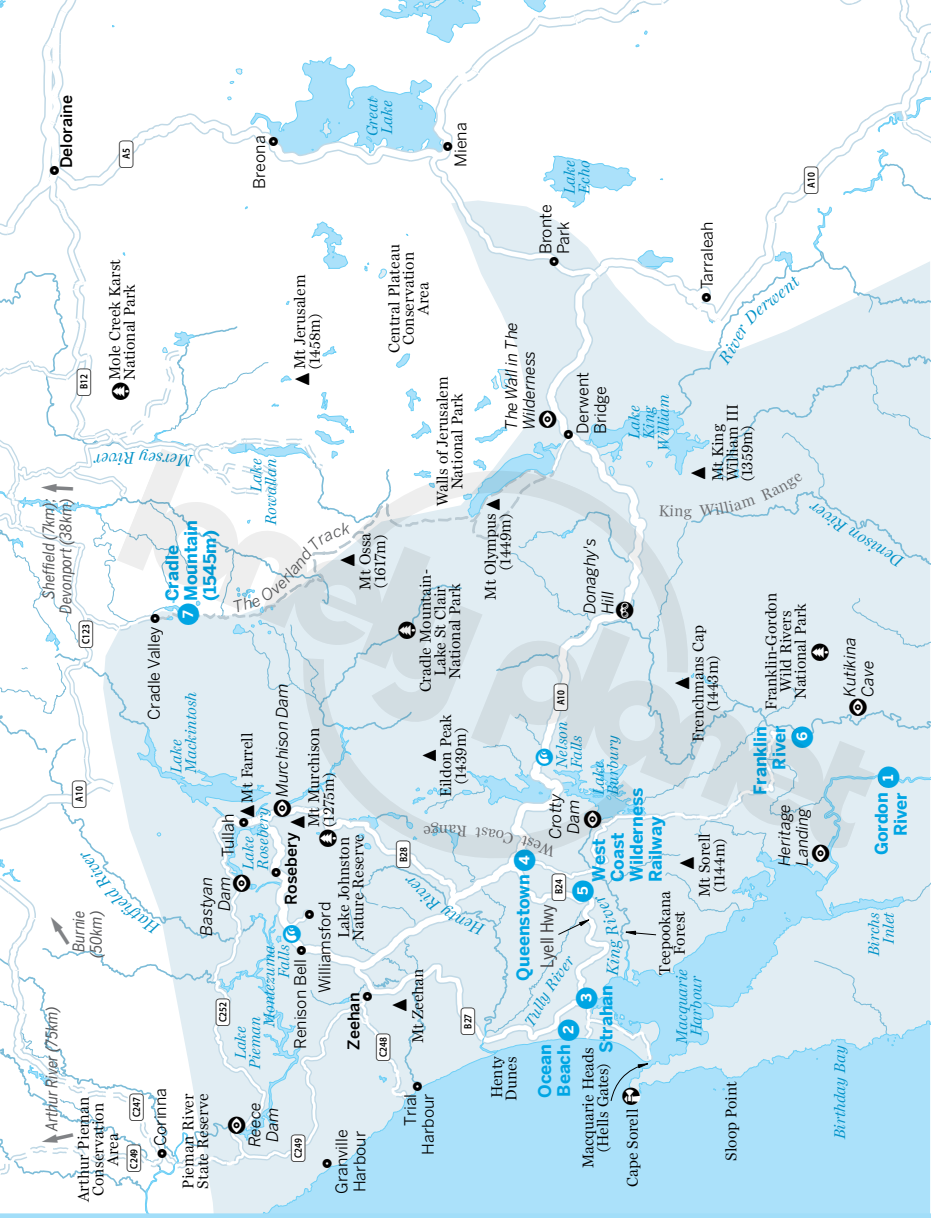 Arthur River (75km)
Burnie
(50km)
Sheffield (7km);
Devonport (38km)
Deloraine
A5
B12
Mole Creek Karst
National Park
Mersey River
C123
A10
Cradle Valley
7
Cradle
Mountain
(1545m)
The Overland Track
Lake
Rowallan
Mt Jerusalem
(1458m)
Breona
Great
Lake
Miena
Central Plateau
Conservation
Area
Walls of Jerusalem
National Park
Mt Ossa
(1617m)
Cradle Mountain-
Lake St Clair
National Park
Mt Olympus
(1449m)
The Wall in The
Wilderness
Derwent
Bridge
Bronte
Park
Lake
Echo
A10
Tarraleah
River Derwent
Lake
King
William
Mt King
William III
(1359m)
King William Range
Denison River
Donaghy's
Hill
A10
Frenchmans Cap
(1443m)
Franklin-Gordon
Wild Rivers
National Park
Kutikina
Cave
Franklin
River
6
Gordon
River
1
Heritage
Landing
Mt Sorell
(1144m)
Nelson
Falls
Lake
Burbury
Crotty
Dam
West Coast Range
Eildon Peak
(1439m)
Lake
Mackintosh
Mt Farrell
Murchison Dam
Mt Murchison
(1275m)
Tullah
Lake
Rosebery
Rosebery
Bastyan
Dam
Hatfield River
Lake Johnston
Nature Reserve
B28
Henty River
Williamsford
Montezuma
Falls
Renison Bell
C252
Lake
Pieman
Zeehan
Mt Zeehan
C248
B27
Queenstown
4
Lyell Hwy
B24
5
West
Coast
Wilderness
Railway
King River
Teepookana
Forest
Tully River
3
Strahan
Ocean
Beach
2
Henty
Dunes
Macquarie Heads
(Hells Gates)
Cape Sorell
Macquarie
Harbour
Birchs
Inlet
Sloop Point
Birthday Bay
Trial
Harbour
Granville
Harbour
C249
Reece
Dam
Pieman River
State Reserve
Corinna
C247
C249
Arthur Pieman
Conservation
Area
lonely planet